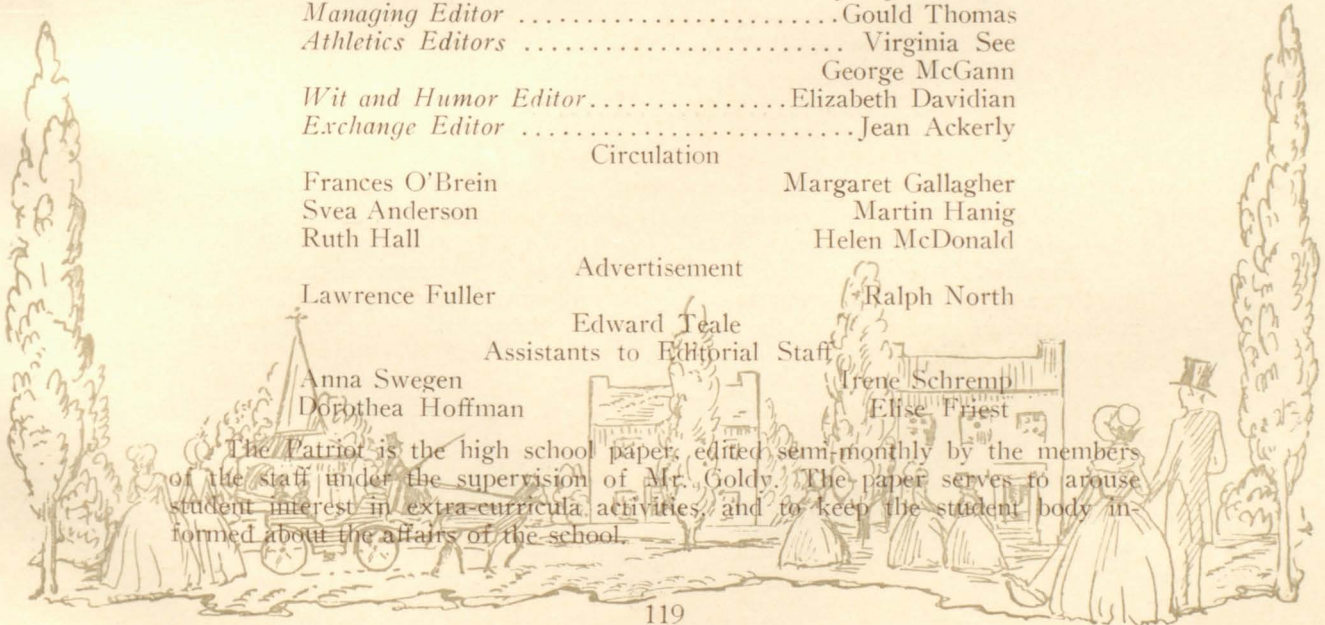 Managing Editor ..............................Gould Thomas
Athletics Editors .............................. Virginia See
George McGann
Wit and Humor Editor..................Elizabeth Davidian
Exchange Editor ..............................Jean Ackerly
Circulation
Frances O'Brein Margaret Gallagher
Svea Anderson Martin Hanig
Ruth Hall Helen McDonald
Advertisement
Lawrence Fuller Ralph North
Edward Teale
Assistants to Editorial Staff
Anna Swegen Irene Schremp
Dorothea Hoffman Elise Friest
The Patriot is the high school paper, edited semi-monthly by the members
of the staff under the supervision of Mr. Goldy. The paper serves to arouse
student interest in extra-curricula activities, and to keep the student body in-
formed about the affairs of the school.
119